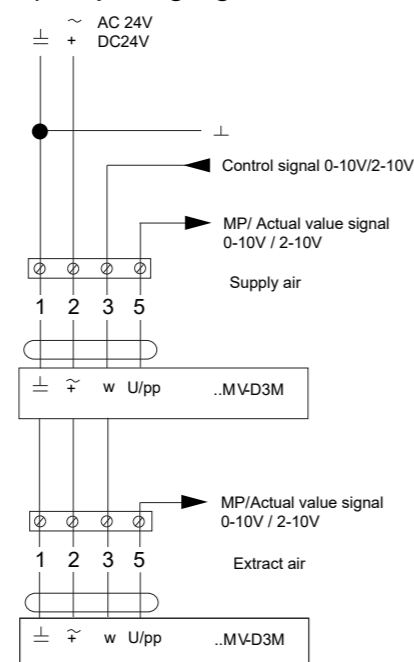 ~ AC 24V
⊥ + DC24V
⊥
Control signal 0-10V/2-10V
MP/ Actual value signal
0-10V / 2-10V
Supply air
1 2 3 5
⊥ ~+ w U/pp ..MV-D3M
MP/Actual value signal
0-10V / 2-10V
1 2 3 5 Extract air
⊥ ~+ w U/pp ..MV-D3M